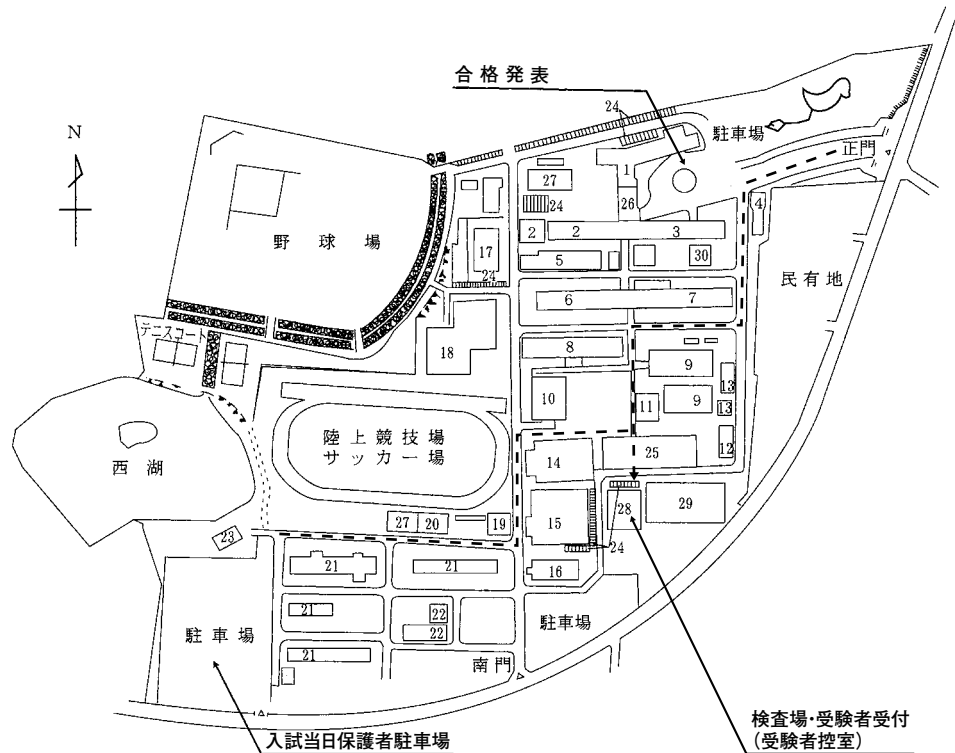 合格発表
24
N
駐車場
正門
1
27
26
4
24
野球場
2
2
3
17
5
30
民有地
24
6
7
テニスコート
18
8
9
13
10
11
9
13
陸上競技場
サッカー場
西湖
14
25
12
15
28
29
27
20
19
23
24
21
21
16
21
22
22
駐車場
駐車場
21
南門
検査場・受験者受付
(受験者控室)
入試当日保護者駐車場